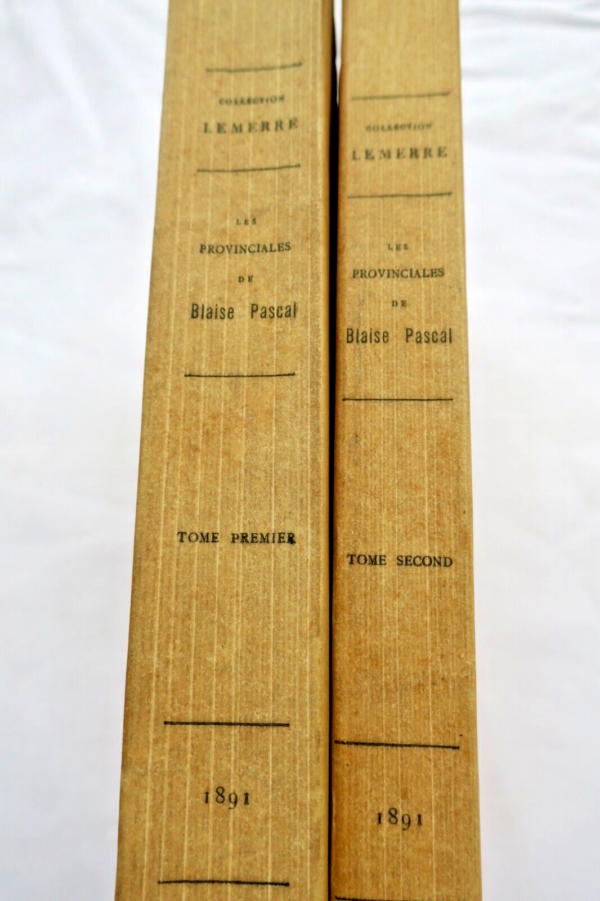 COLLECTION
LEMERRE
LES
PROVINCIALES
DE
Blaise Pascal
TOME PREMIER
1891
COLLECTION
LEMERRE
LES
PROVINCIALES
DE
Blaise Pascal
TOME SECOND
1891